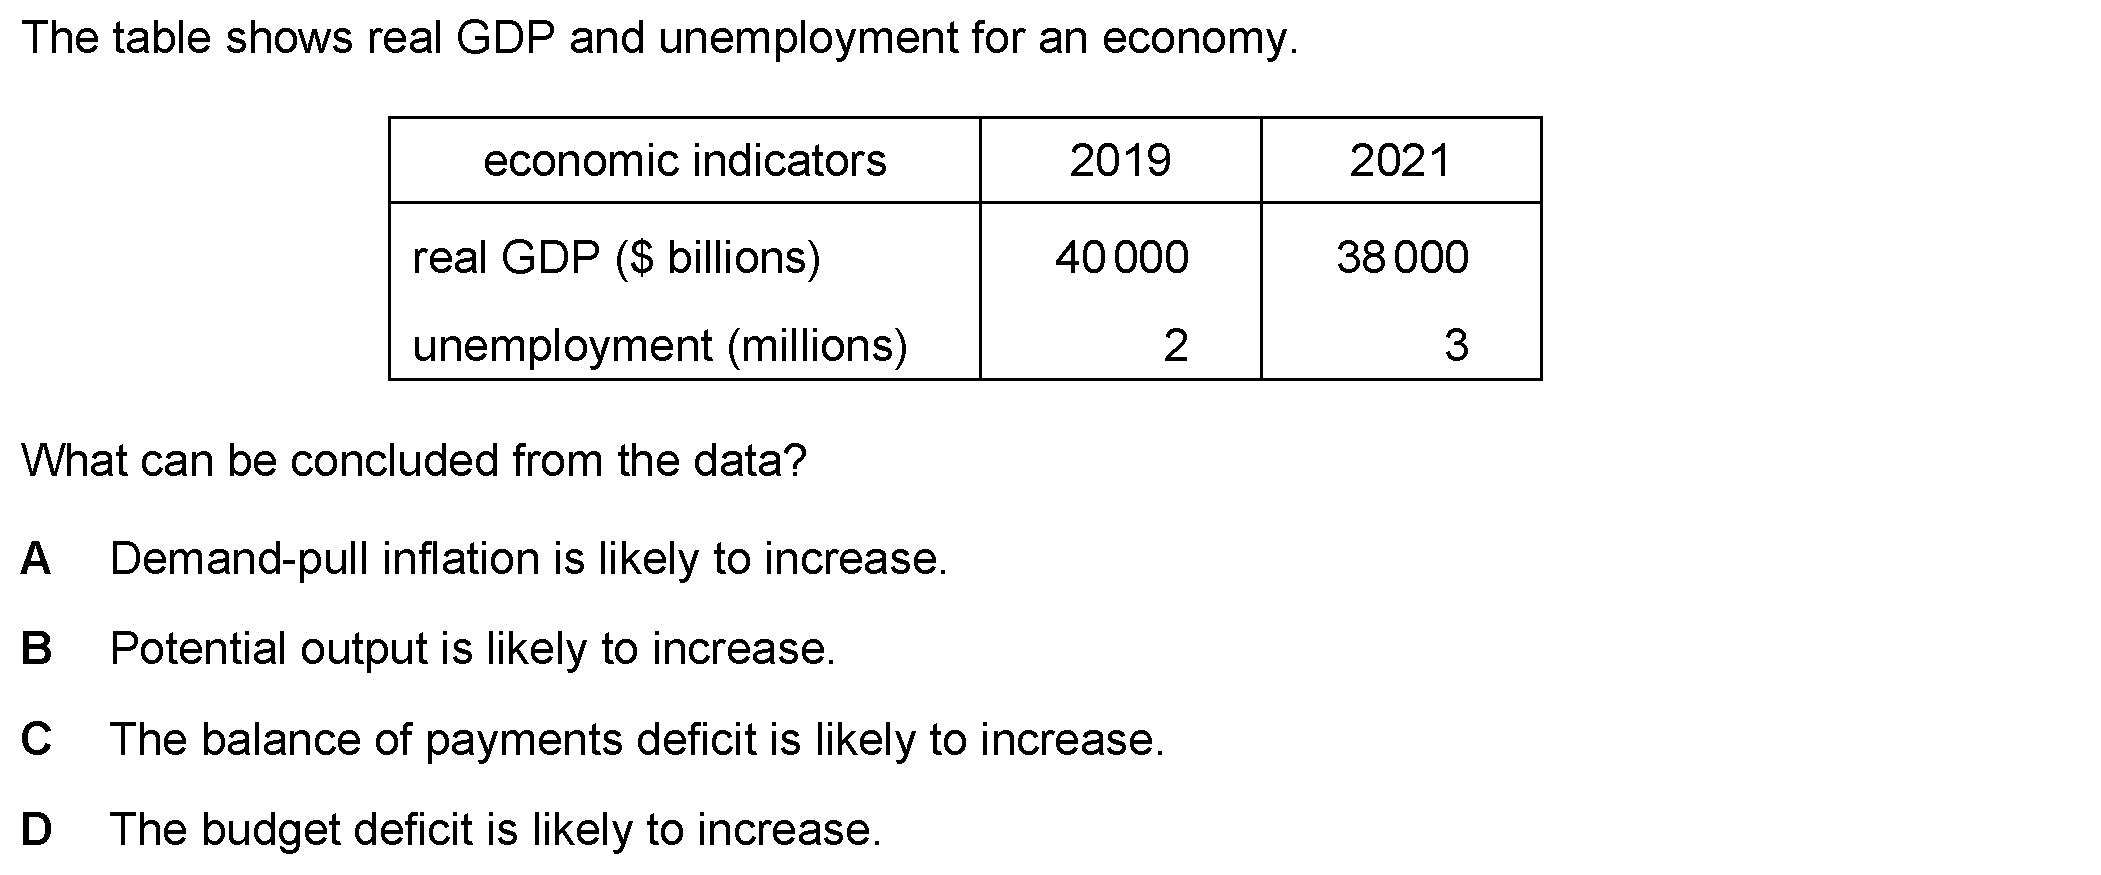 The table shows real GDP and unemployment for an economy.
economic indicators 2019 2021
real GDP ($ billions) 40 000 38 000
unemployment (millions) 2 3
What can be concluded from the data?
A Demand-pull inflation is likely to increase.
B Potential output is likely to increase.
C The balance of payments deficit is likely to increase.
D The budget deficit is likely to increase.